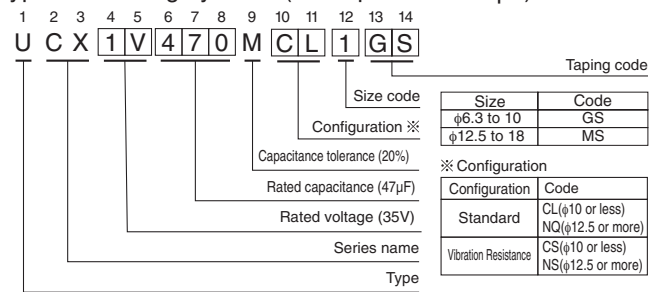 1 2 3 4 5 6 7 8 9 10 11 12 13 14
U C X 1 V 4 7 0 M C L 1 G S
Taping code
Size code
Configuration ※
Capacitance tolerance (20%)
Rated capacitance (47µF)
Rated voltage (35V)
Series name
Type
Size Code
ϕ6.3 to 10 GS
ϕ12.5 to 18 MS
※ Configuration
Configuration Code
Standard CL(ϕ10 or less)
NQ(ϕ12.5 or more)
Vibration Resistance CS(ϕ10 or less)
NS(ϕ12.5 or more)